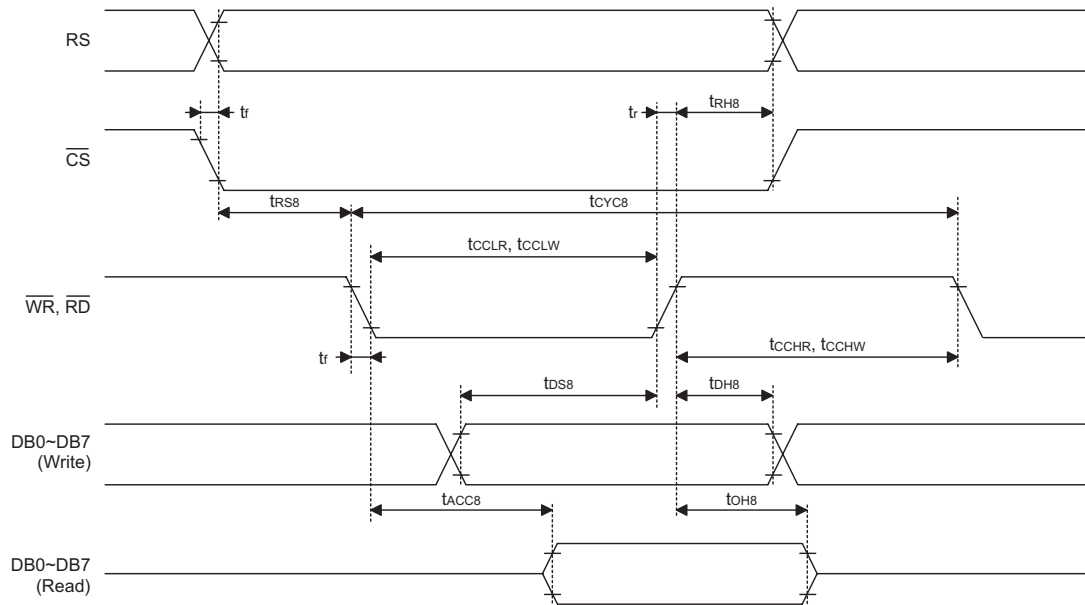 RS
tf
tr
tRH8
CS
tRS8
tCYC8
tCCLR, tCCLW
WR, RD
tf
tCCHR, tCCHW
tDS8
tDH8
DB0~DB7
(Write)
tACC8
tOH8
DB0~DB7
(Read)